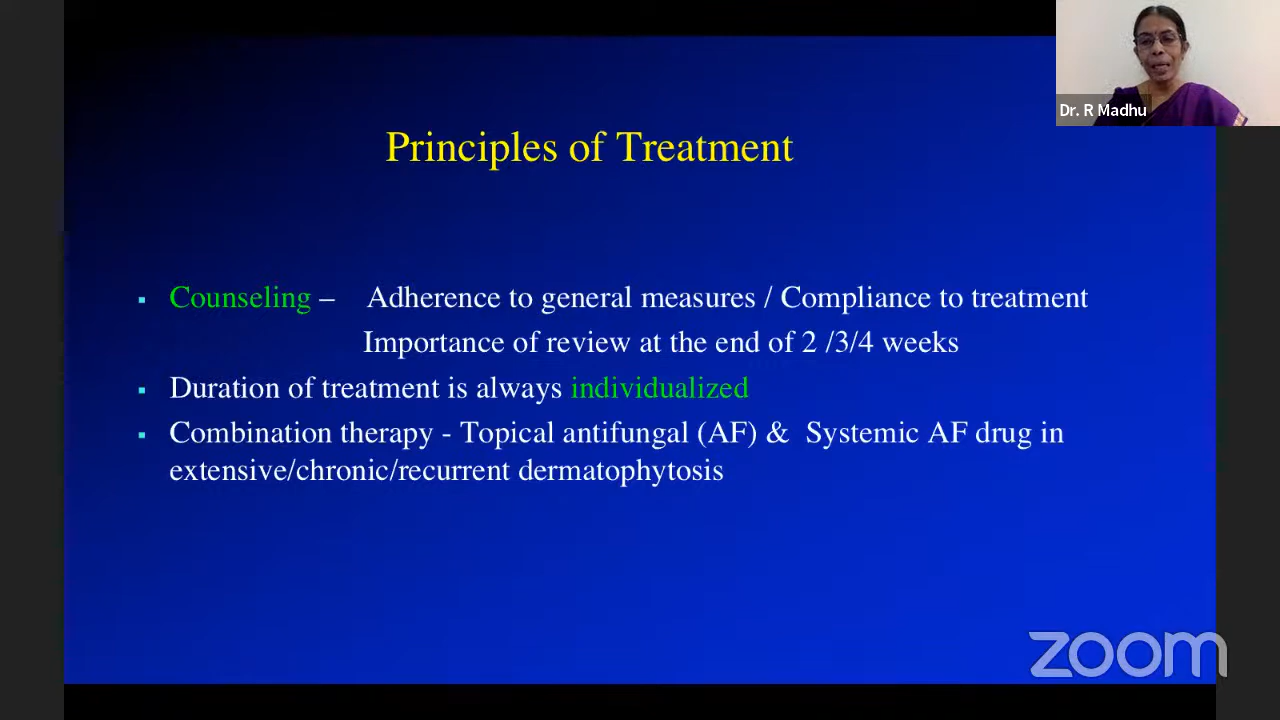 Dr. R Madhu
Principles of Treatment
▪ Counseling – Adherence to general measures / Compliance to treatment
Importance of review at the end of 2 /3/4 weeks
▪ Duration of treatment is always individualized
▪ Combination therapy - Topical antifungal (AF) & Systemic AF drug in
extensive/chronic/recurrent dermatophytosis
zoom